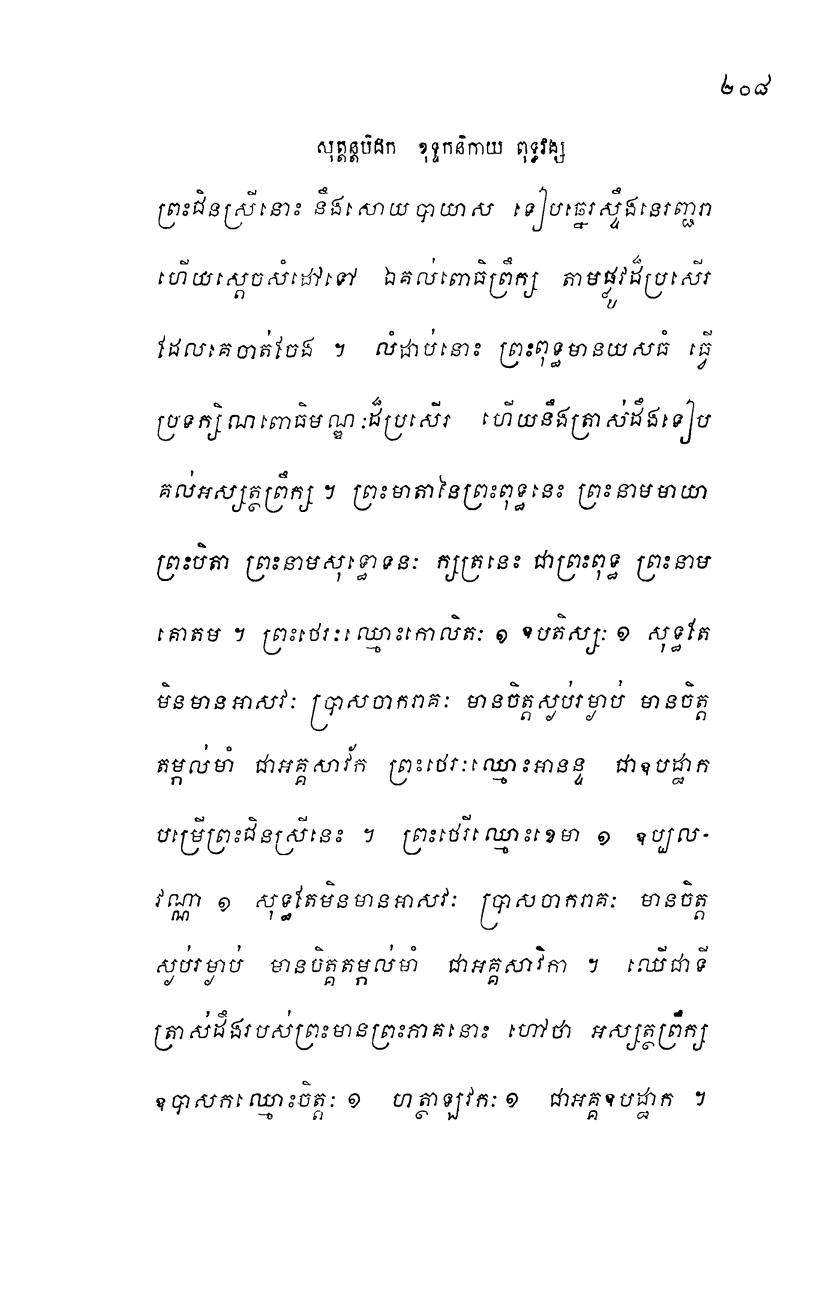 ២០៨
សុត្តន្តបិដក ខុទ្ទកនិកាយ ពុទ្ធវង្ស
ព្រះជិនស្រីនោះ នឹងសោយបាយាស ទៀបឆ្នេរស្ទឹងនេរញ្ជរា
ហើយស្តេចសំដៅទៅ ឯគល់ពោធិព្រឹក្ស តាមផ្លូវដ៏ប្រសើរ
ដែលគេចាត់ចែង ។ លំដាប់នោះ ព្រះពុទ្ធមានយសធំ ធ្វើ
ប្រទក្សិណពោធិមណ្ឌៈដ៏ប្រសើរ ហើយនឹងត្រាស់ដឹងទៀប
គល់អស្សត្ថព្រឹក្ស ។ ព្រះមាតានៃព្រះពុទ្ធនេះ ព្រះនាមមាយា
ព្រះបិតា ព្រះនាមសុទ្ធោទនៈ ក្សត្រនេះ ជាព្រះពុទ្ធ ព្រះនាម
គោតម ។ ព្រះថេរៈឈ្មោះកោលិតៈ ១ ឧបតិស្សៈ ១ សុទ្ធតែ
មិនមានអាសវៈ ប្រាសចាករាគៈ មានចិត្តស្ងប់រម្ងាប់ មានចិត្ត
តម្កល់មាំ ជាអគ្គសាវ័ក ព្រះថេរៈឈ្មោះអានន្ទ ជាឧបដ្ឋាក
បម្រើព្រះជិនស្រីនេះ ។ ព្រះថេរីឈ្មោះខេមា ១ ឧប្បល-
វណ្ណា ១ សុទ្ធតែមិនមានអាសវៈ ប្រាសចាករាគៈ មានចិត្ត
ស្ងប់រម្ងាប់ មានចិត្តតម្កល់មាំ ជាអគ្គសាវិកា ។ ឈើជាទី
ត្រាស់ដឹងរបស់ព្រះមានព្រះភាគនោះ ហៅថា អស្សត្ថព្រឹក្ស
ឧបាសកឈ្មោះចិត្តៈ ១ ហត្ថាឡវកៈ ១ ជាអគ្គឧបដ្ឋាក ។